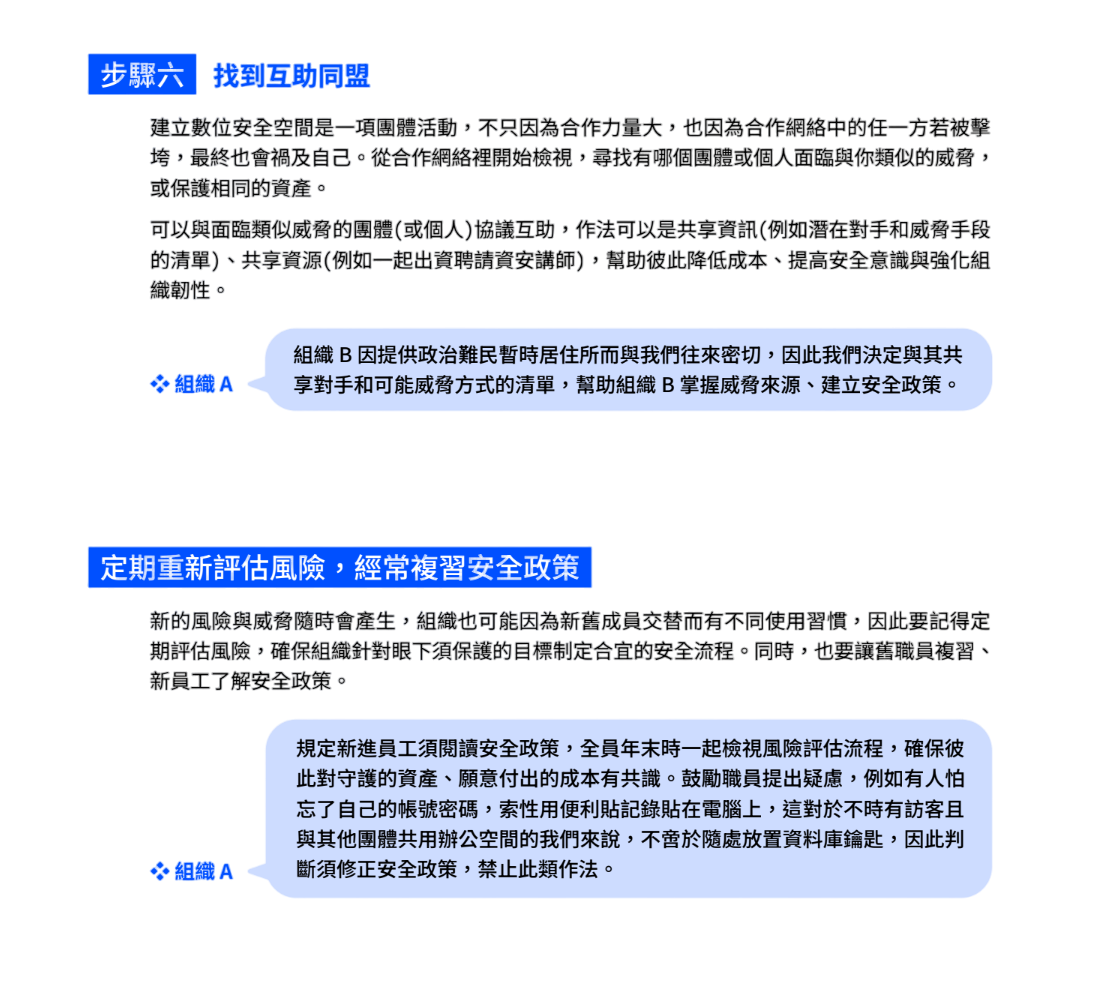 步驟六 找到互助同盟
建立數位安全空間是一項團體活動，不只因為合作力量大，也因為合作網絡中的任一方若被擊
垮，最終也會禍及自己。從合作網絡裡開始檢視，尋找有哪個團體或個人面臨與你類似的威脅，
或保護相同的資產。
可以與面臨類似威脅的團體(或個人)協議互助，作法可以是共享資訊(例如潛在對手和威脅手段
的清單)、共享資源(例如一起出資聘請資安講師)，幫助彼此降低成本、提高安全意識與強化組
織韌性。
組織 B 因提供政治難民暫時居住所而與我們往來密切，因此我們決定與其共
享對手和可能威脅方式的清單，幫助組織 B 掌握威脅來源、建立安全政策。
❖ 組織 A
定期重新評估風險，經常複習安全政策
新的風險與威脅隨時會產生，組織也可能因為新舊成員交替而有不同使用習慣，因此要記得定
期評估風險，確保組織針對眼下須保護的目標制定合宜的安全流程。同時，也要讓舊職員複習、
新員工了解安全政策。
規定新進員工須閱讀安全政策，全員年末時一起檢視風險評估流程，確保彼
此對守護的資產、願意付出的成本有共識。鼓勵職員提出疑慮，例如有人怕
忘了自己的帳號密碼，索性用便利貼記錄貼在電腦上，這對於不時有訪客且
與其他團體共用辦公空間的我們來說，不啻於隨處放置資料庫鑰匙，因此判
斷須修正安全政策，禁止此類作法。
❖ 組織 A